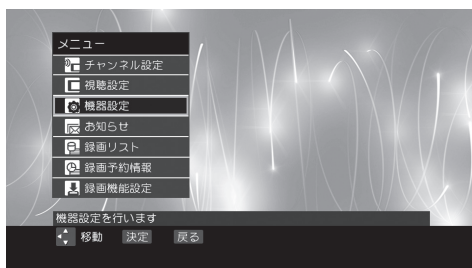 メニュー
チャンネル設定
視聴設定
機器設定
お知らせ
録画リスト
録画予約情報
録画機能設定
機器設定を行います
移動 決定 戻る